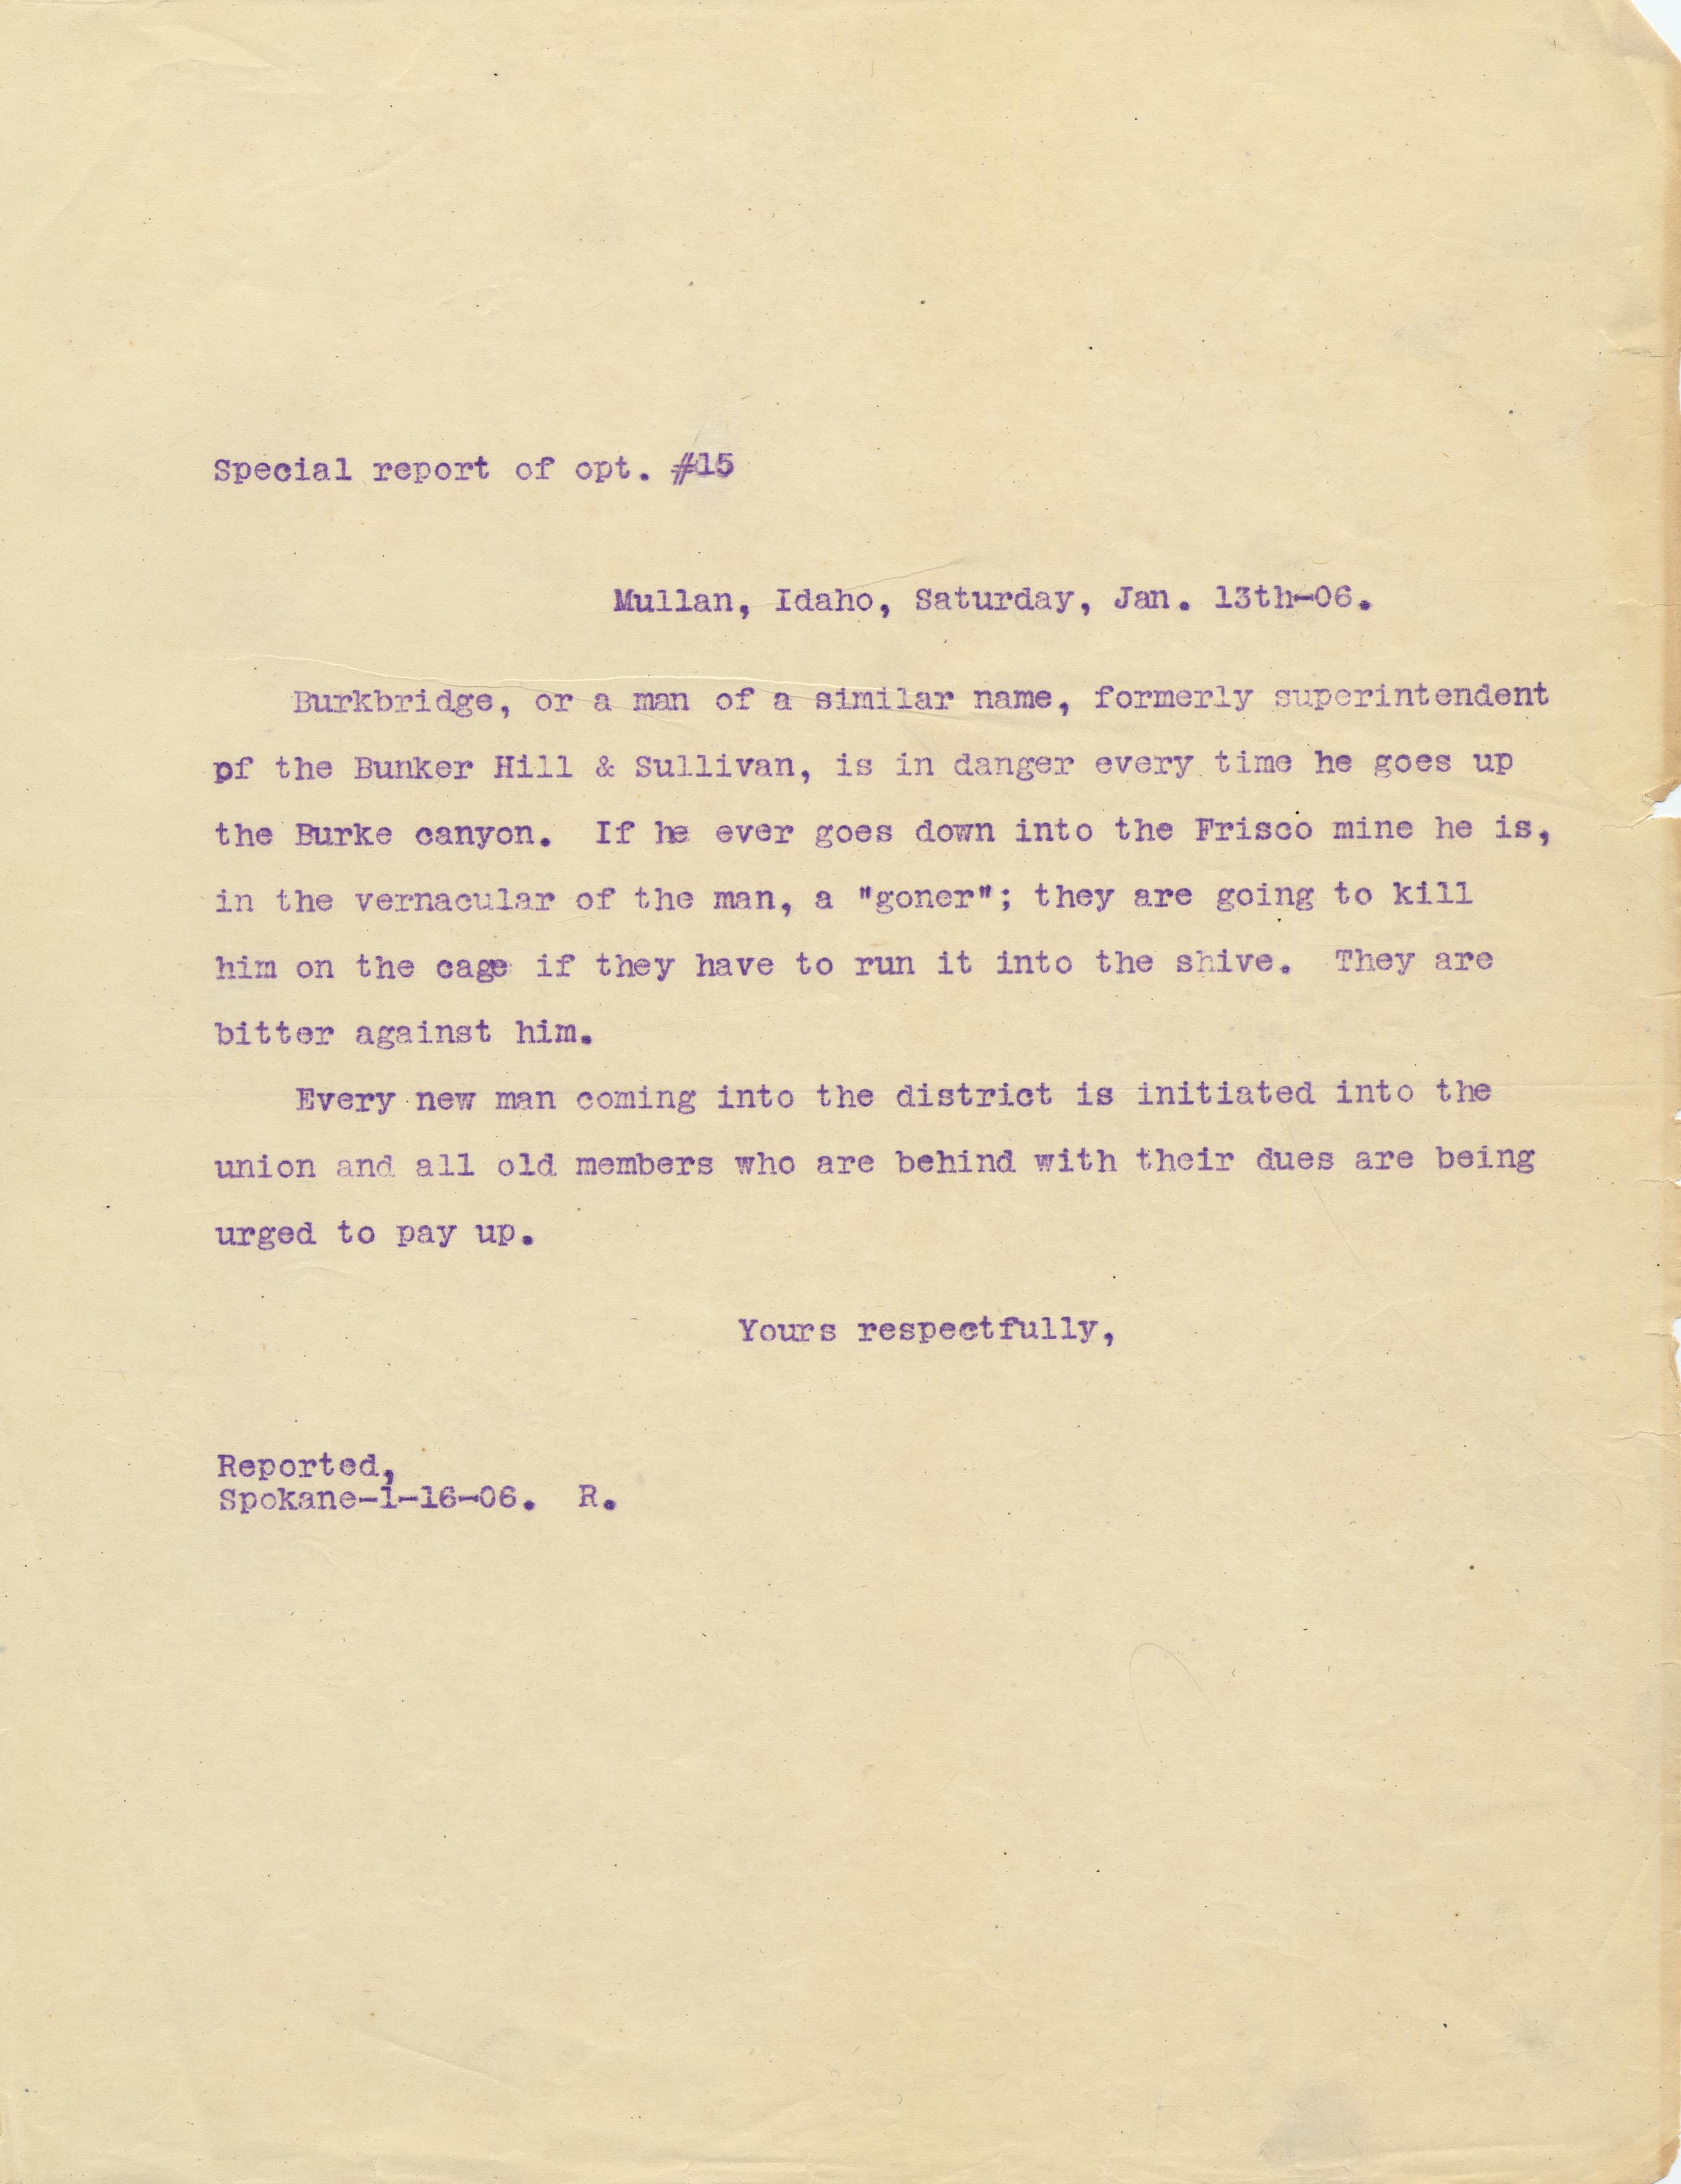 Special report of opt. #15
Mullan, Idaho, Saturday, Jan. 13th-06.
Burkbridge, or a man of a similar name, formerly superintendent
of the Bunker Hill & Sullivan, is in danger every time he goes up
the Burke canyon. If he ever goes down into the Frisco mine he is,
in the vernacular of the man, a "goner"; they are going to kill
him on the cage if they have to run it into the shive. They are
bitter against him.
Every new man coming into the district is initiated into the
union and all old members who are behind with their dues are being
urged to pay up.
Yours respectfully,
Reported,
Spokane-1-16-06. R.